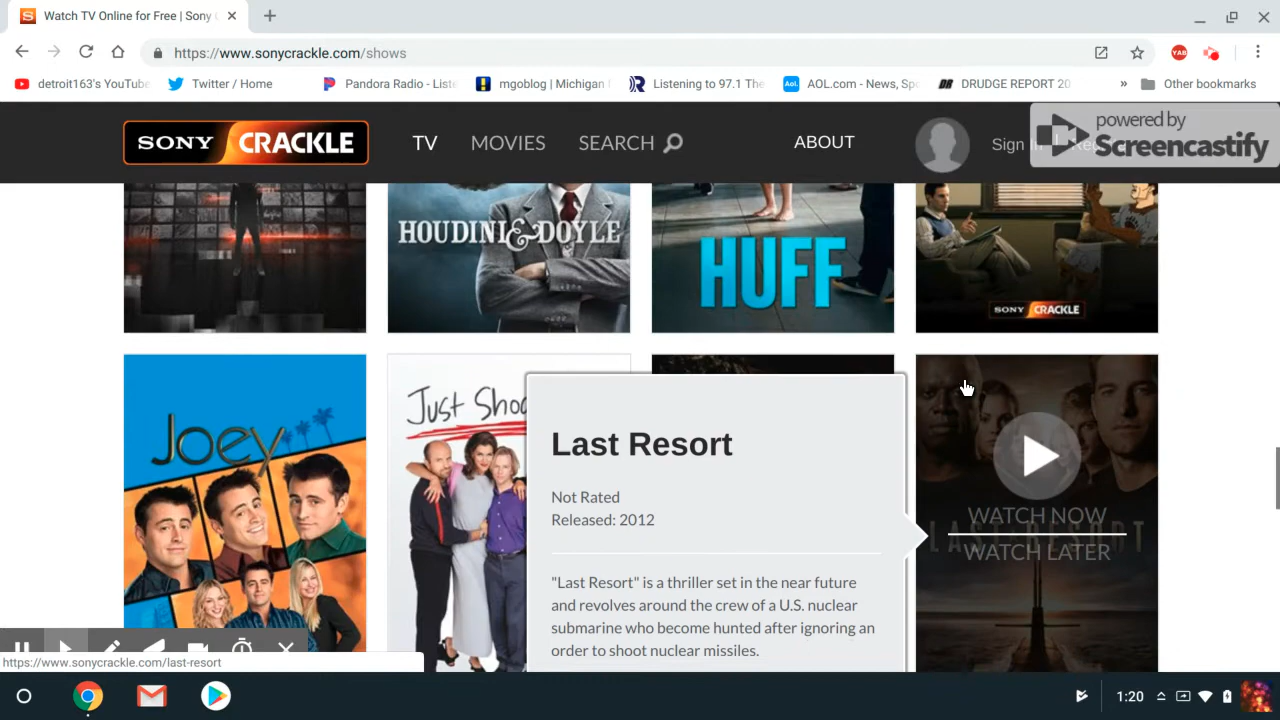 Watch TV Online for Free | Sony
https://www.sonycrackle.com/shows
YAB
detroit163's YouTube
Twitter / Home
Pandora Radio - Liste
mgoblog | Michigan
Listening to 97.1 The
Aol.
AOL.com - News, Sp
DRUDGE REPORT 20
»
Other bookmarks
SONY CRACKLE
TV
MOVIES
SEARCH
ABOUT
Sign In
powered by
Screencastify
HOUDINI & DOYLE
HUFF
SONY CRACKLE
Joey
Just Shoo
Last Resort
Not Rated
Released: 2012
"Last Resort" is a thriller set in the near future
and revolves around the crew of a U.S. nuclear
submarine who become hunted after ignoring an
order to shoot nuclear missiles.
WATCH NOW
LAST RESORT
WATCH LATER
https://www.sonycrackle.com/last-resort
1:20